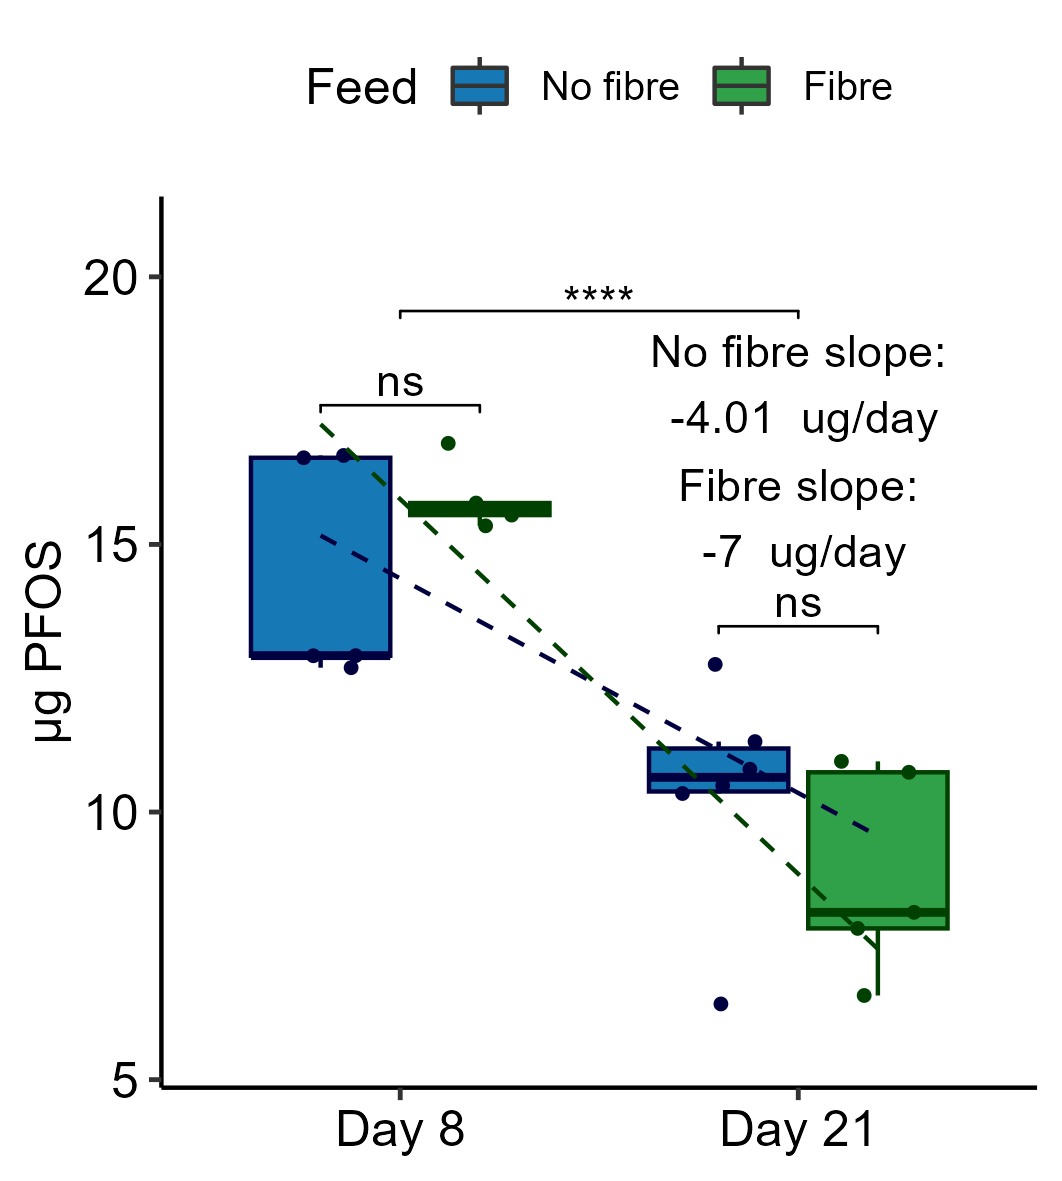 Feed No fibre Fibre
20
****
No fibre slope:
ns
-4.01 ug/day
Fibre slope:
15
-7 ug/day
ns
µg PFOS
10
5
Day 8 Day 21